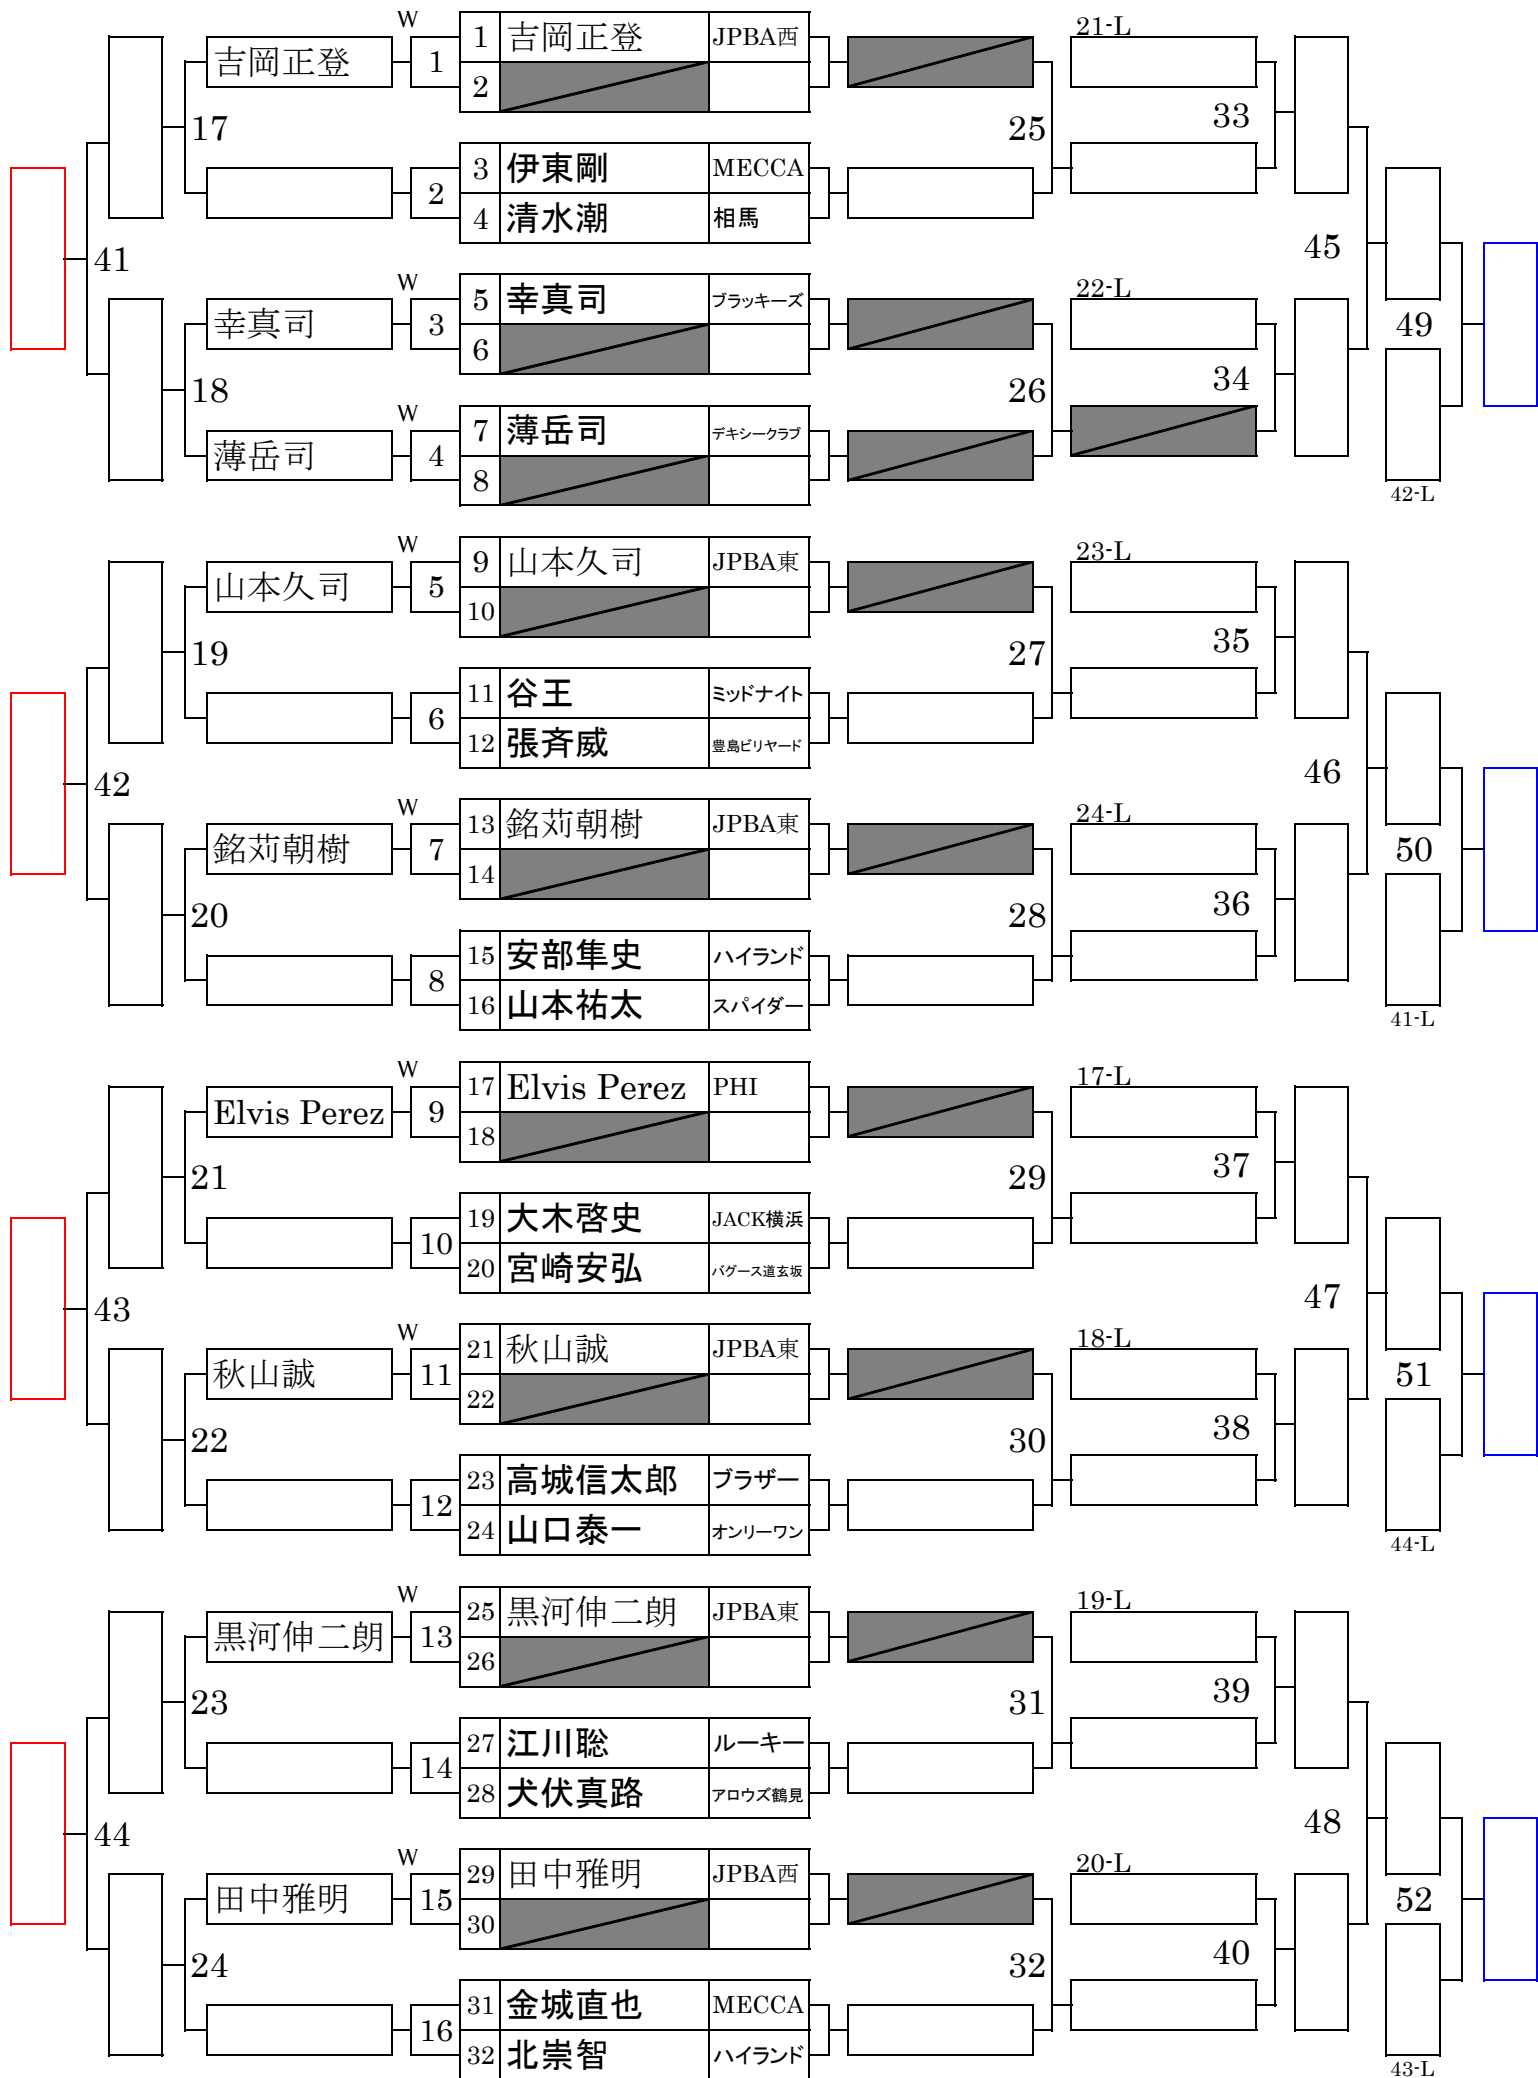 W
1 吉岡正登 JPBA西
21-L
吉岡正登 1
2
17
25
33
3 伊東剛 MECCA
2
4 清水潮 相馬
41
45
W
5 幸真司 ブラッキーズ
22-L
幸真司 3
6
49
18
26
34
W
7 薄岳司 デキシークラブ
薄岳司 4
8
42-L
W
9 山本久司 JPBA東
23-L
山本久司 5
10
19
27
35
11 谷王 ミッドナイト
6
12 張斉威 豊島ビリヤード
42
46
W
13 銘苅朝樹 JPBA東
24-L
銘苅朝樹 7
14
50
20
28
36
15 安部隼史 ハイランド
8
16 山本祐太 スパイダー
41-L
W
17 Elvis Perez PHI
17-L
Elvis Perez 9
18
21
29
37
19 大木啓史 JACK横浜
10
20 宮崎安弘 バグース道玄坂
43
47
W
21 秋山誠 JPBA東
18-L
秋山誠 11
22
51
22
30
38
23 高城信太郎 ブラザー
12
24 山口泰一 オンリーワン
44-L
W
25 黒河伸二朗 JPBA東
19-L
黒河伸二朗 13
26
23
31
39
27 江川聡 ルーキー
14
28 犬伏真路 アロウズ鶴見
44
48
W
29 田中雅明 JPBA西
20-L
田中雅明 15
30
52
24
32
40
31 金城直也 MECCA
16
32 北崇智 ハイランド
43-L